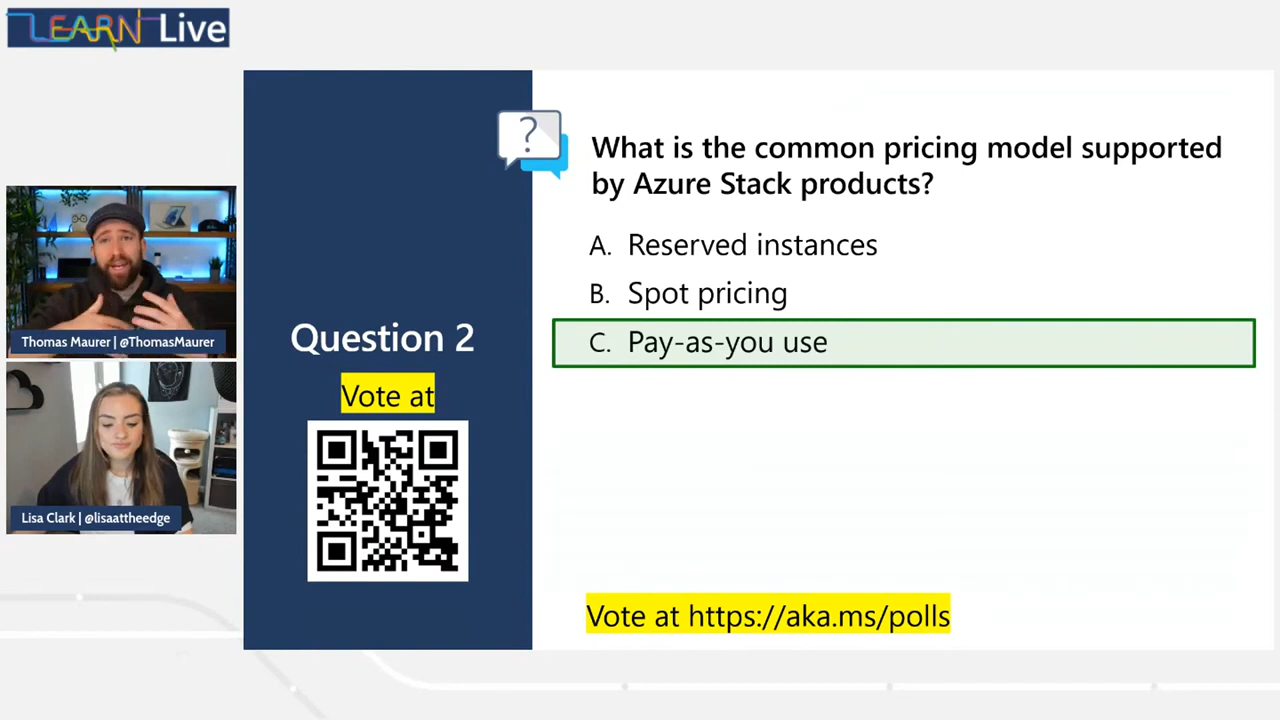 LEARN Live
What is the common pricing model supported
by Azure Stack products?
A. Reserved instances
B. Spot pricing
C. Pay-as-you use
Question 2
Vote at
Vote at https://aka.ms/polls
Thomas Maurer | @ThomasMaurer
Lisa Clark | @lisaattheedge